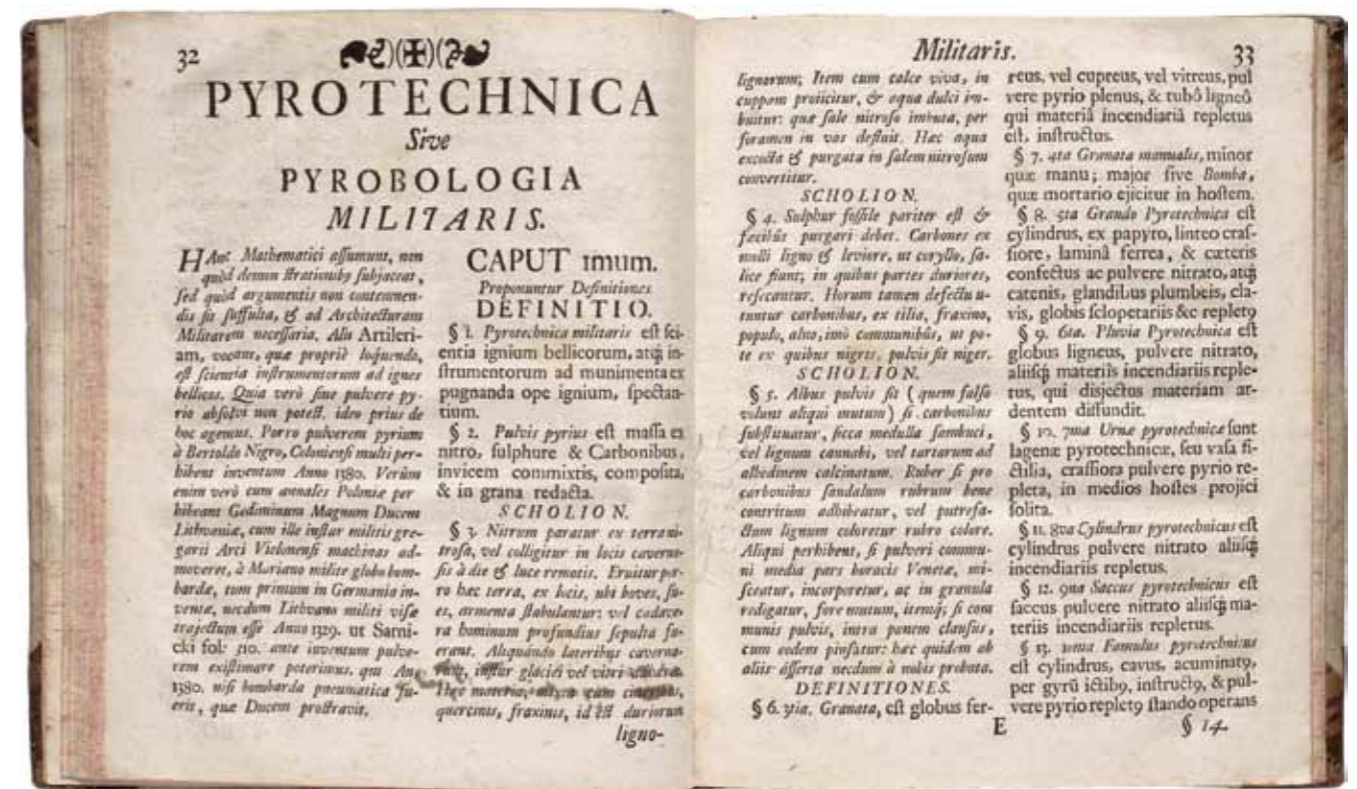 32
PYROTECHNICA
Sive
PYROBOLOGIA
MILITARIS.
HAnc Mathematici assumunt, non
quòd demonstrationibꝯ subjaceat,
sed quòd argumentis non contemnen-
dis sit suffulta, & ad Architecturam
Militarem necessaria. Alii Artileri-
am, vocant, quæ propriè loquendo,
est scientia instrumentorum ad ignes
bellicos. Quia verò sine pulvere py-
rio absolvi non potest, ideo prius de
hoc agemus. Porro pulverem pyrium
à Bertoldo Nigro, Coloniensi multi per-
hibent inventum Anno 1380. Verùm
enim verò cum annales Poloniæ per
hibeant Gediminum Magnum Ducem
Lithvaniæ, cum ille instar militis gre-
garii Arci Vielonensi machinas ad-
moveret, à Mariano milite globo bom-
bardæ, tum primùm in Germania in-
ventæ, necdum Lithvano militi visæ
trajectum esse Anno 1329. ut Sarni-
cki fol: 310. ante inventum pulve-
rem existimare poterimus. qm Anꝯ
1380. nisi bombarda pneumatica fu-
erit, quæ Ducem prostravit.
CAPUT 1mum.
Proponuntur Definitiones
DEFINITIO.
§ 1. Pyrotechnica militaris est sci-
entia ignium bellicorum, atq́; in-
strumentorum ad munimenta ex
pugnanda ope ignium, spectan-
tium.
§ 2. Pulvis pyrius est massa ex
nitro, sulphure & Carbonibus,
invicem commixtis, composita,
& in grana redacta.
SCHOLION.
§ 3. Nitrum paratur ex terra ni-
trosa, vel colligitur in locis caverno-
sis à die & luce remotis. Eruitur por-
ro hæc terra, ex locis, ubi boves, su-
es, armenta stabulantur: vel cadave-
ra hominum profundius sepulta fu-
erant. Aliquándo lateribus caverna-
instar glaciei vel vitri
Hæc materia, cum cineribus,
quercinis, fraxinis, id est duriorum
ligno-
Militaris.
33
lignorum; Item cum calce viva, in
cuppam projicitur, & aqua dulci im-
buitur: quæ sale nitroso imbuta, per
foramen in vas defluit. Hæc aqua
excocta & purgata in salem nitrosum
convertitur.
SCHOLION.
§ 4. Sulphur fossile pariter est &
fæcibûs purgari debet. Carbones ex
molli ligno & leviore, ut coryllo, sa-
lice fiunt; in quibus partes duriores,
resecantur. Horum tamen defectu u-
tuntur carbonibus, ex tilia, fraxino,
populo, alno, imò communibûs, ut po-
te ex quibus nigris, pulvis fit niger.
SCHOLION.
§ 5. Albus pulvis fit (quem falsò
volunt aliqui mutum) si carbonibus
substituatur, sicca medulla sambuci,
vel lignum cannabi, vel tartarum ad
albedinem calcinatum. Ruber si pro
carbonibus sandalum rubrum bene
contritum adhibeatur, vel putrefa-
ctum lignum coloretur rubro colore.
Aliqui perhibent, si pulveri commu-
ni media pars boracis Venetæ, mi-
sceatur, incorporetur, ac in granula
redigatur, fore mutum, itemq́; si com
munis pulvis, intra panem clausus,
cum eodem pinsatur: hæc quidem ab
aliis asserta necdum à nobis probata.
DEFINITIONES.
§ 6. 3tia. Granata, est globus fer-
reus, vel cupreus, vel vitreus, pul
vere pyrio plenus, & tubô ligneô
qui materiâ incendiariâ repletus
est, instructus.
§ 7. 4ta Granata manualis, minor
quæ manu; major sive Bomba,
quæ mortario ejicitur in hostem.
§ 8. 5ta Grando Pyrotechnica est
cylindrus, ex papyro, linteo cras-
siore, laminâ ferrea, & cæteris
confectus ac pulvere nitrato, atq́;
catenis, glandibus plumbeis, cla-
vis, globis sclopetariis &c repletꝯ
§ 9. 6ta. Pluvia Pyrotechnica est
globus ligneus, pulvere nitrato,
aliisq́; materiis incendiariis reple-
tus, qui disjectus materiam ar-
dentem diffundit.
§ 10. 7ma Urnæ pyrotechnicæ sunt
lagenæ pyrotechnicæ, seu vasa fi-
ctilia, crassiora pulvere pyrio re-
pleta, in medios hostes projici
solita.
§ 11. 8va Cylindrus pyrotechnicus est
cylindrus pulvere nitrato aliisq́;
incendiariis repletus.
§ 12. 9na Saccus pyrotechnicus est
saccus pulvere nitrato aliisq́; ma-
teriis incendiariis repletus.
§ 13. 10ma Famulus pyrotechnicus
est cylindrus, cavus, acuminatꝯ,
per gyrũ ictibꝯ, instructꝯ, & pul-
vere pyrio repletꝯ stando operans
E
§ 14.